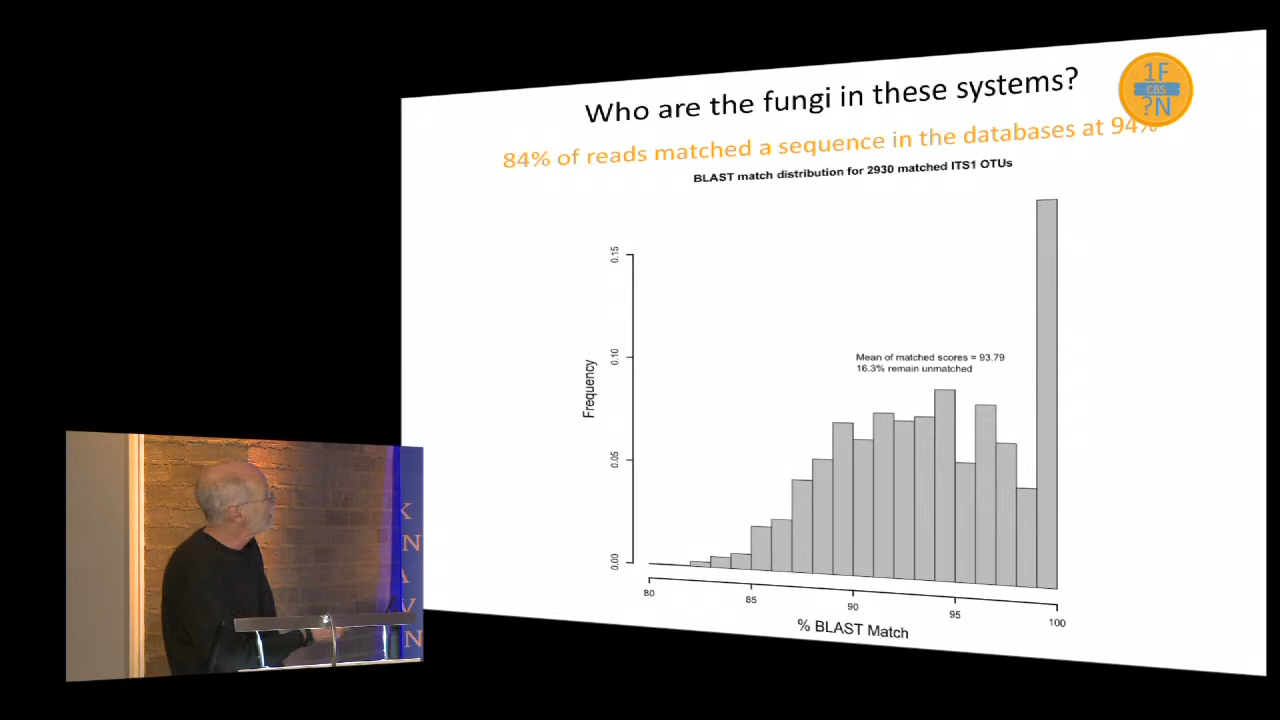 Who are the fungi in these systems?
1F
CBS
?N
84% of reads matched a sequence in the databases at 94%
BLAST match distribution for 2930 matched ITS1 OTUs
Mean of matched scores = 93.79
16.3% remain unmatched
Frequency
0.15
0.10
0.05
0.00
80
85
90
95
100
% BLAST Match
K
N
A
V
N